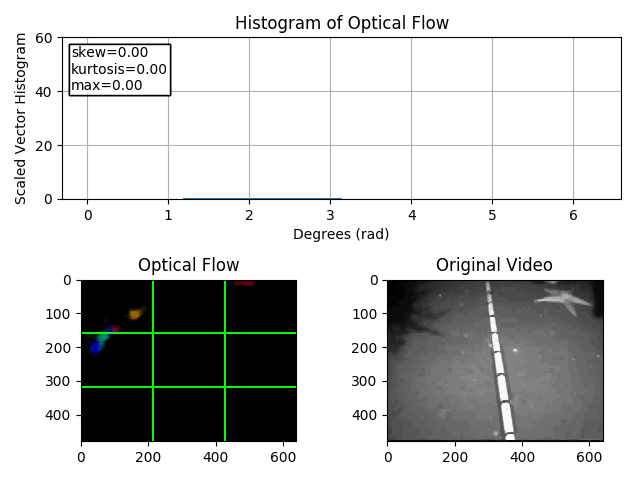 Histogram of Optical Flow
Scaled Vector Histogram
60
40
20
0
skew=0.00
kurtosis=0.00
max=0.00
0 1 2 3 4 5 6
Degrees (rad)
Optical Flow
0
100
200
300
400
0 200 400 600
Original Video
0
100
200
300
400
0 200 400 600